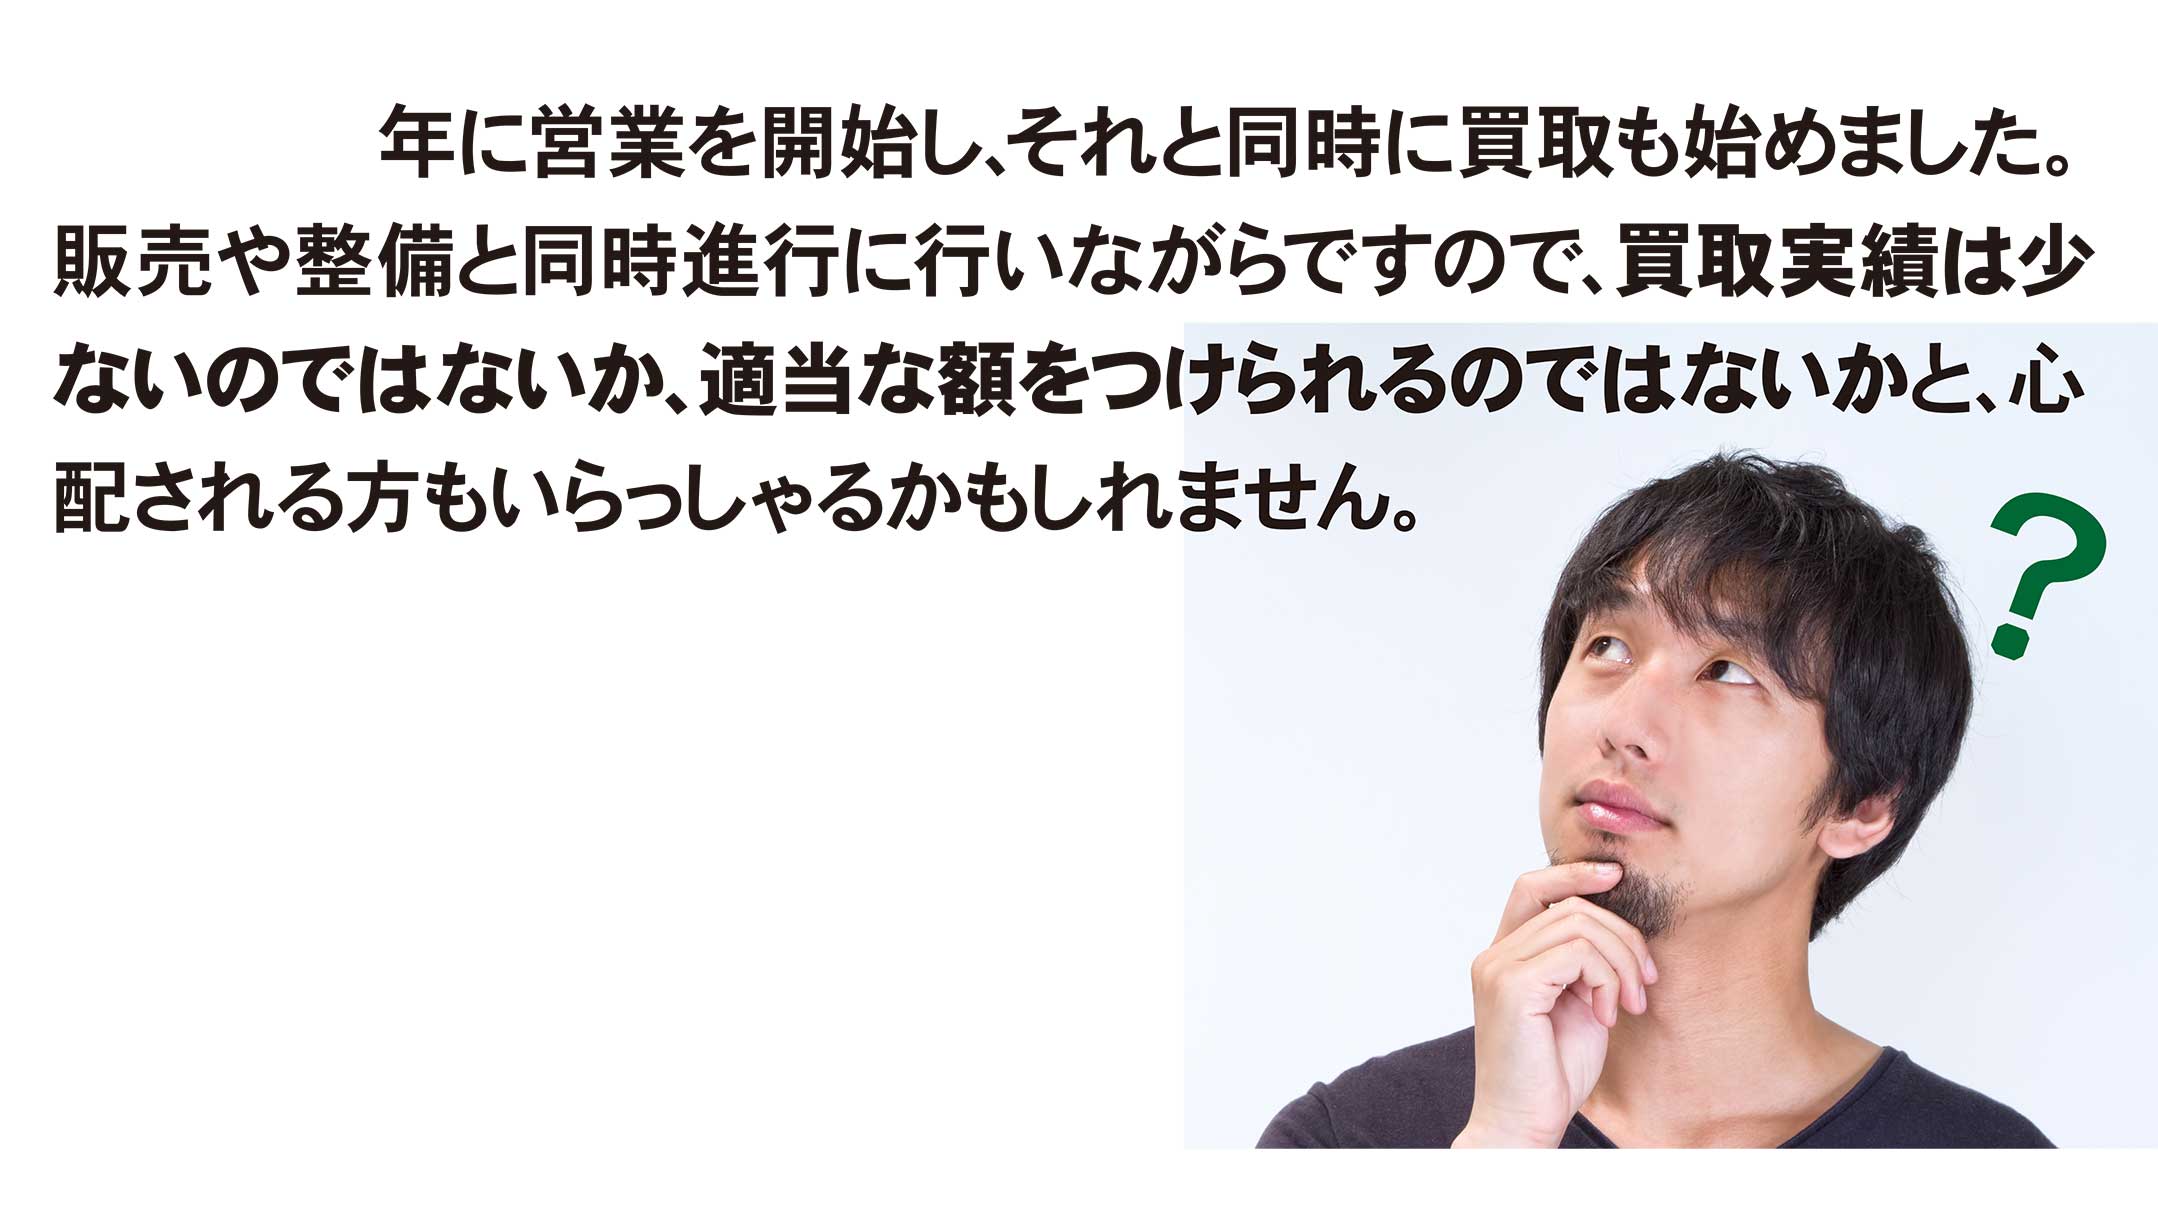 年に営業を開始し、それと同時に買取も始めました。
販売や整備と同時進行に行いながらですので、買取実績は少
ないのではないか、適当な額をつけられるのではないかと、心
配される方もいらっしゃるかもしれません。
?